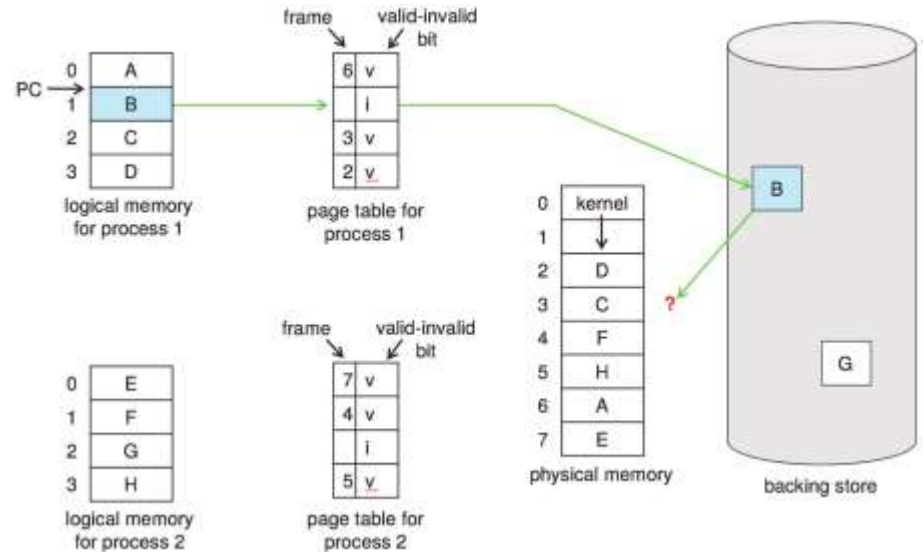 frame
valid-invalid
bit
0 A
PC
1 B
2 C
3 D
logical memory
for process 1
6 v
i
3 v
2 v
page table for
process 1
0 kernel
1
2 D
3 C
4 F
5 H
6 A
7 E
physical memory
?
B
G
backing store
frame
valid-invalid
bit
0 E
1 F
2 G
3 H
logical memory
for process 2
7 v
4 v
i
5 v
page table for
process 2